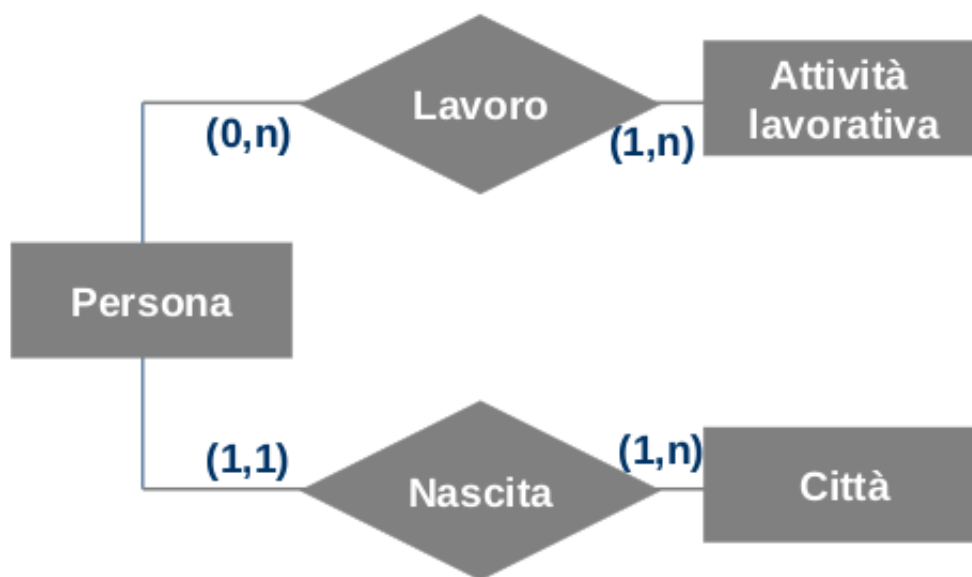 Lavoro
Attività
lavorativa
(0,n)
(1,n)
Persona
(1,1)
(1,n)
Nascita
Città